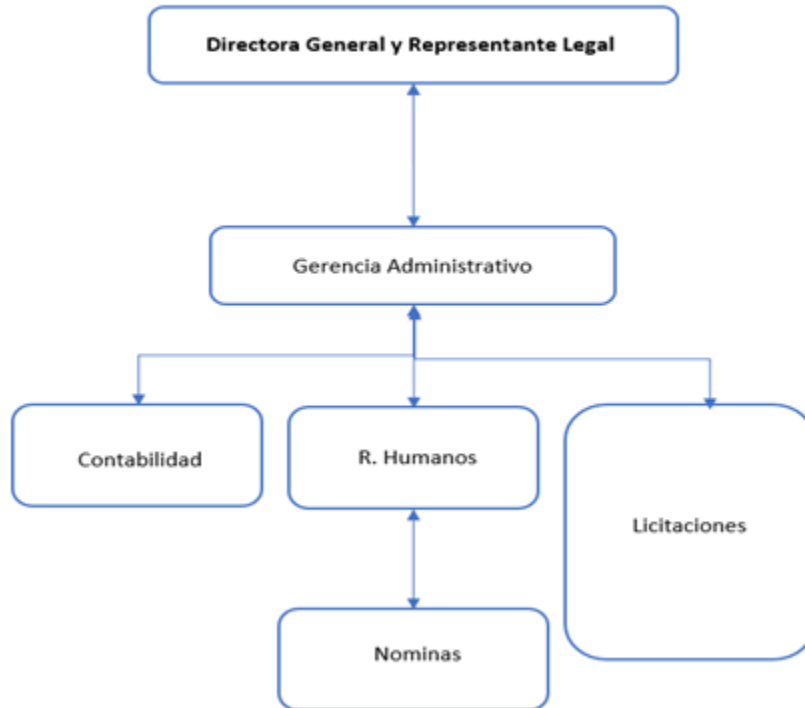 Directora General y Representante Legal
Gerencia Administrativo
Contabilidad
R. Humanos
Licitaciones
Nominas